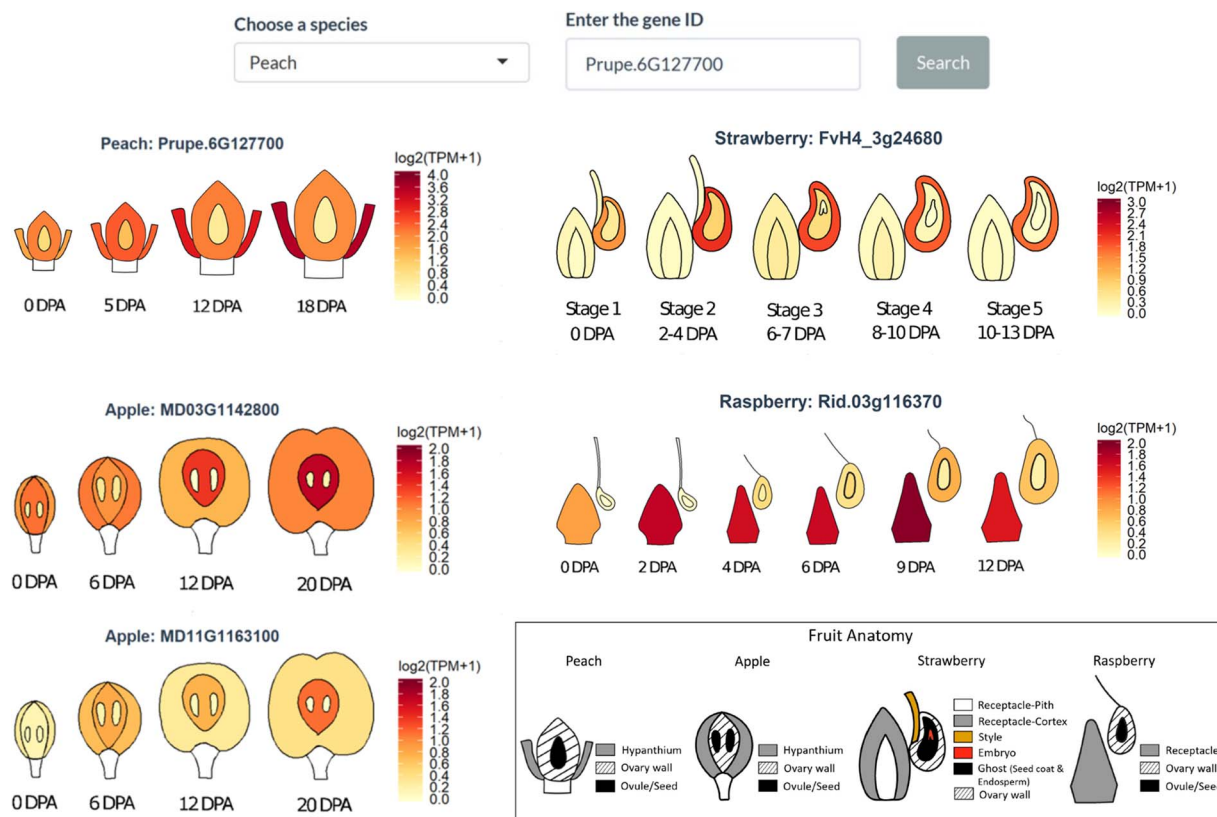 Choose a species
Enter the gene ID
Peach
Prupe.6G127700
Search
Peach: Prupe.6G127700
log2(TPM+1)
4.0
3.6
3.2
2.8
2.4
2.0
1.6
1.2
0.8
0.4
0.0
0 DPA
5 DPA
12 DPA
18 DPA
Strawberry: FvH4_3g24680
log2(TPM+1)
3.0
2.7
2.4
2.1
1.8
1.5
1.2
0.9
0.6
0.3
0.0
Stage 1
0 DPA
Stage 2
2-4 DPA
Stage 3
6-7 DPA
Stage 4
8-10 DPA
Stage 5
10-13 DPA
Apple: MD03G1142800
log2(TPM+1)
2.0
1.8
1.6
1.4
1.2
1.0
0.8
0.6
0.4
0.2
0.0
0 DPA
6 DPA
12 DPA
20 DPA
Raspberry: Rid.03g116370
log2(TPM+1)
2.0
1.8
1.6
1.4
1.2
1.0
0.8
0.6
0.4
0.2
0.0
0 DPA
2 DPA
4 DPA
6 DPA
9 DPA
12 DPA
Apple: MD11G1163100
log2(TPM+1)
2.0
1.8
1.6
1.4
1.2
1.0
0.8
0.6
0.4
0.2
0.0
0 DPA
6 DPA
12 DPA
20 DPA
Fruit Anatomy
Peach
Hypanthium
Ovary wall
Ovule/Seed
Apple
Hypanthium
Ovary wall
Ovule/Seed
Strawberry
Receptacle-Pith
Receptacle-Cortex
Style
Embryo
Ghost (Seed coat &
Endosperm)
Ovary wall
Raspberry
Receptacle
Ovary wall
Ovule/Seed